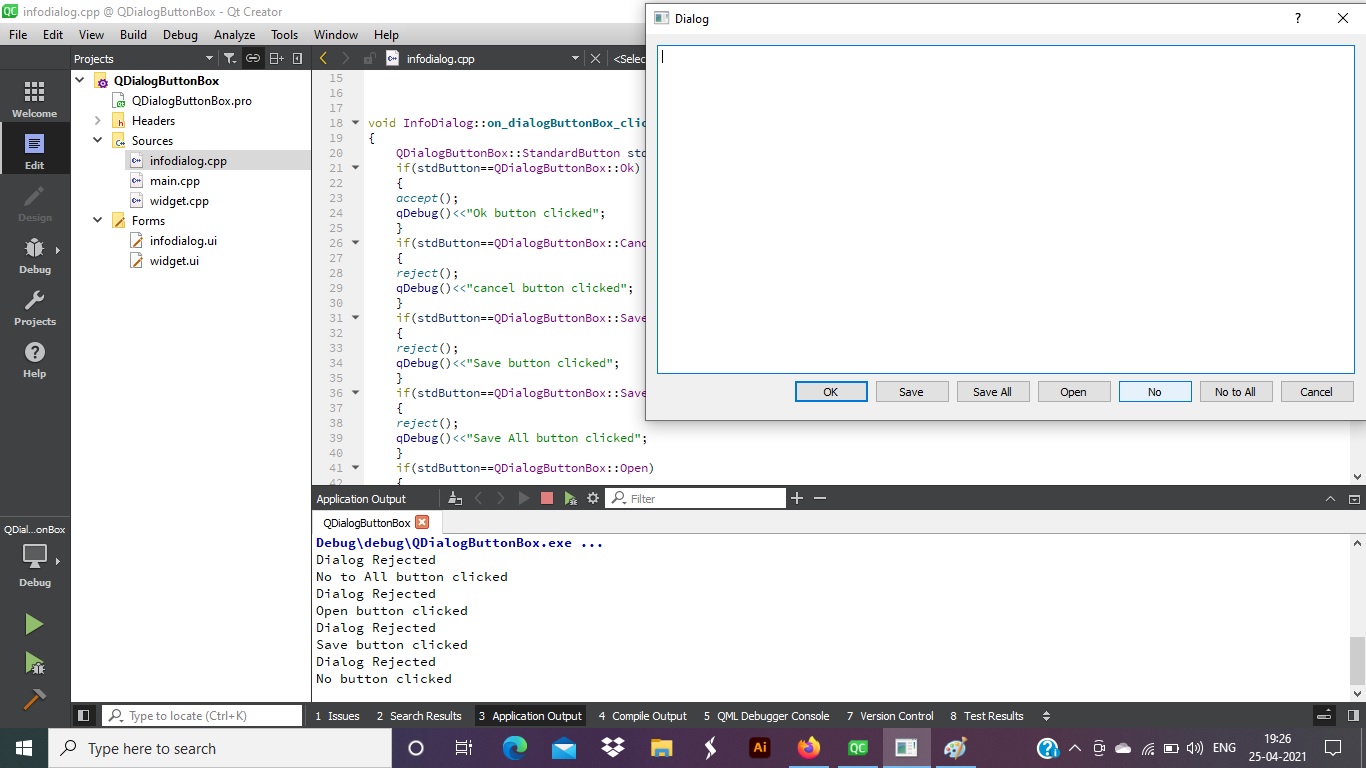 infodialog.cpp @ QDialogButtonBox - Qt Creator
File Edit View Build Debug Analyze Tools Window Help
Projects
infodialog.cpp
<Selec
Welcome
Edit
Design
Debug
Projects
Help
QDial...onBox
Debug
QDialogButtonBox
QDialogButtonBox.pro
Headers
Sources
infodialog.cpp
main.cpp
widget.cpp
Forms
infodialog.ui
widget.ui
15
16
17
18 void InfoDialog::on_dialogButtonBox_clic
19 {
20 QDialogButtonBox::StandardButton std
21 if(stdButton==QDialogButtonBox::Ok)
22 {
23 accept();
24 qDebug()<<"Ok button clicked";
25 }
26 if(stdButton==QDialogButtonBox::Canc
27 {
28 reject();
29 qDebug()<<"cancel button clicked";
30 }
31 if(stdButton==QDialogButtonBox::Save
32 {
33 reject();
34 qDebug()<<"Save button clicked";
35 }
36 if(stdButton==QDialogButtonBox::Save
37 {
38 reject();
39 qDebug()<<"Save All button clicked";
40 }
41 if(stdButton==QDialogButtonBox::Open)
42 {
Dialog
?
OK Save Save All Open No No to All Cancel
Application Output
Filter
QDialogButtonBox
Debug\debug\QDialogButtonBox.exe ...
Dialog Rejected
No to All button clicked
Dialog Rejected
Open button clicked
Dialog Rejected
Save button clicked
Dialog Rejected
No button clicked
Type to locate (Ctrl+K)
1 Issues 2 Search Results 3 Application Output 4 Compile Output 5 QML Debugger Console 7 Version Control 8 Test Results
Type here to search
Ai
QC
ENG
19:26
25-04-2021